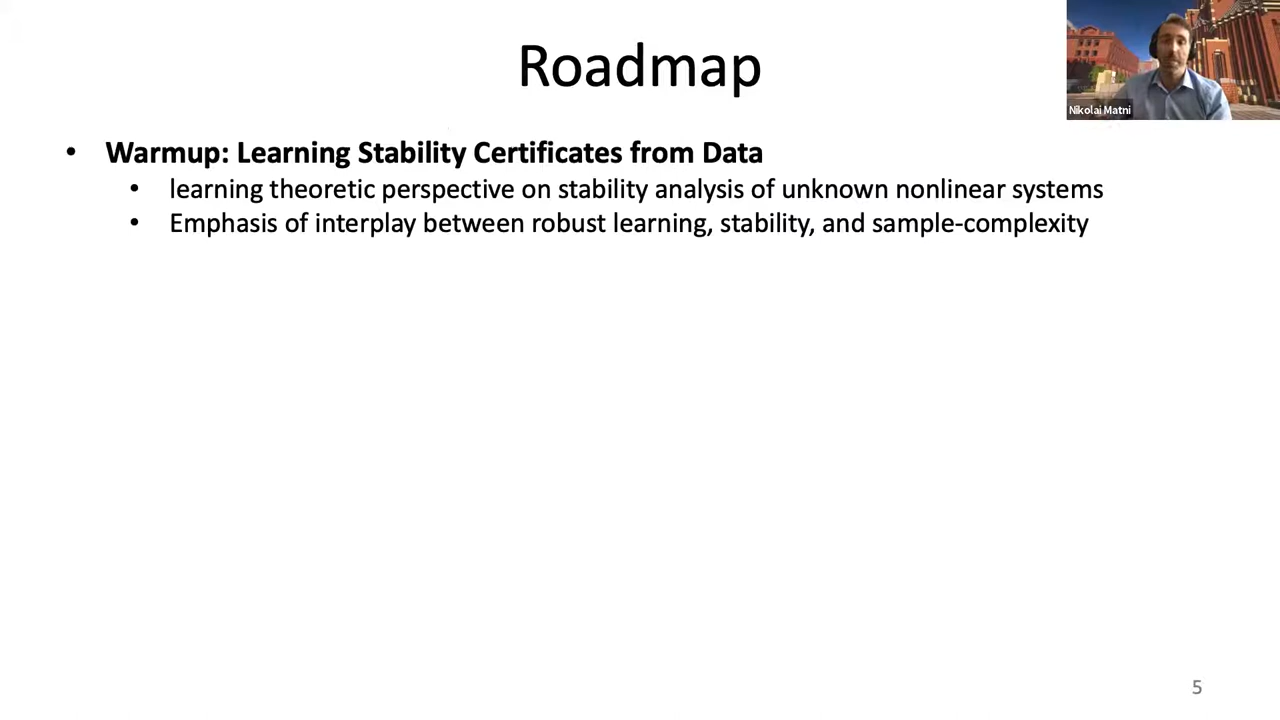 Roadmap
Nikolai Matni
• Warmup: Learning Stability Certificates from Data
• learning theoretic perspective on stability analysis of unknown nonlinear systems
• Emphasis of interplay between robust learning, stability, and sample-complexity
5